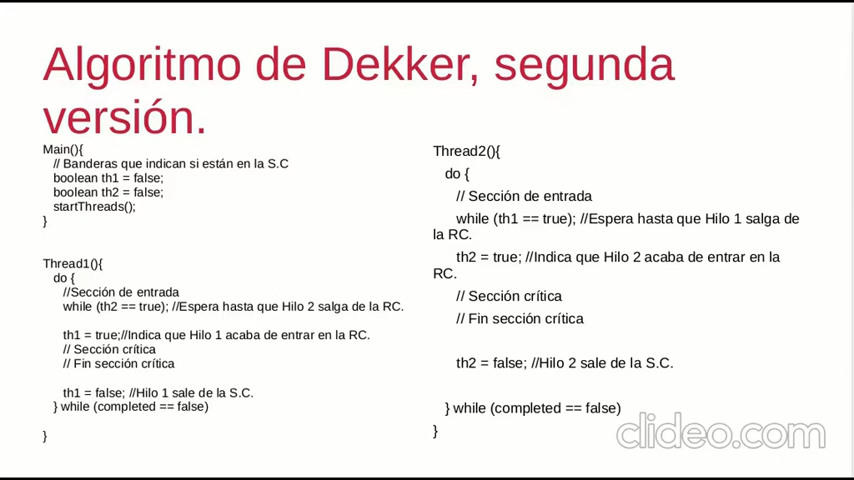 Algoritmo de Dekker, segunda
versión.
Main(){
// Banderas que indican si están en la S.C
boolean th1 = false;
boolean th2 = false;
startThreads();
}
Thread1(){
do {
//Sección de entrada
while (th2 == true); //Espera hasta que Hilo 2 salga de la RC.
th1 = true;//Indica que Hilo 1 acaba de entrar en la RC.
// Sección crítica
// Fin sección crítica
th1 = false; //Hilo 1 sale de la S.C.
} while (completed == false)
}
Thread2(){
do {
// Sección de entrada
while (th1 == true); //Espera hasta que Hilo 1 salga de
la RC.
th2 = true; //Indica que Hilo 2 acaba de entrar en la
RC.
// Sección crítica
// Fin sección crítica
th2 = false; //Hilo 2 sale de la S.C.
} while (completed == false)
}
clideo.com